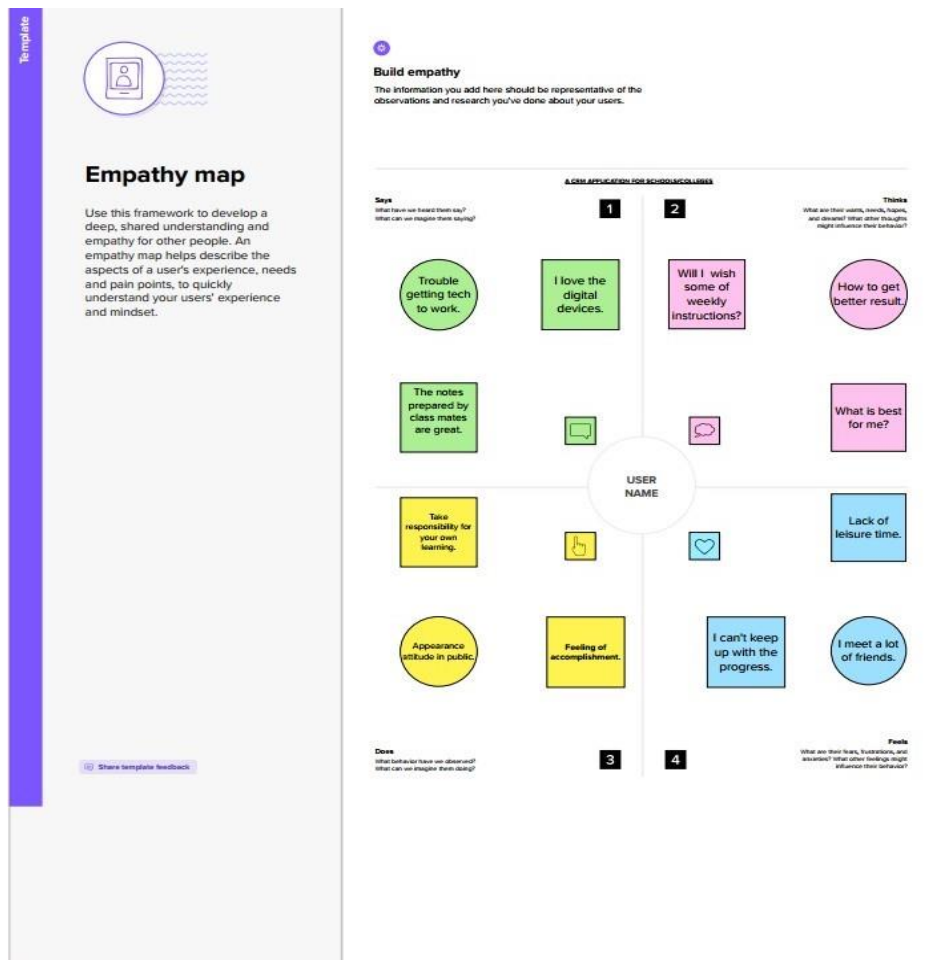 Template
Empathy map
Use this framework to develop a
deep, shared understanding and
empathy for other people. An
empathy map helps describe the
aspects of a user's experience, needs
and pain points, to quickly
understand your users' experience
and mindset.
Share template feedback
Build empathy
The information you add here should be representative of the
observations and research you've done about your users.
A CRM APPLICATION FOR SCHOOLS/COLLEGES
Says
What have we heard them say?
What can we imagine them saying?
1
2
Thinks
What are their wants, needs, hopes,
and dreams? What other thoughts
might influence their behavior?
Trouble
getting tech
to work.
I love the
digital
devices.
Will I wish
some of
weekly
instructions?
How to get
better result.
The notes
prepared by
class mates
are great.
What is best
for me?
USER
NAME
Take
responsibility for
your own
learning.
Lack of
leisure time.
Appearance
attitude in public.
Feeling of
accomplishment.
I can't keep
up with the
progress.
I meet a lot
of friends.
Does
What behavior have we observed?
What can we imagine them doing?
3
4
Feels
What are their fears, frustrations, and
anxieties? What other feelings might
influence their behavior?